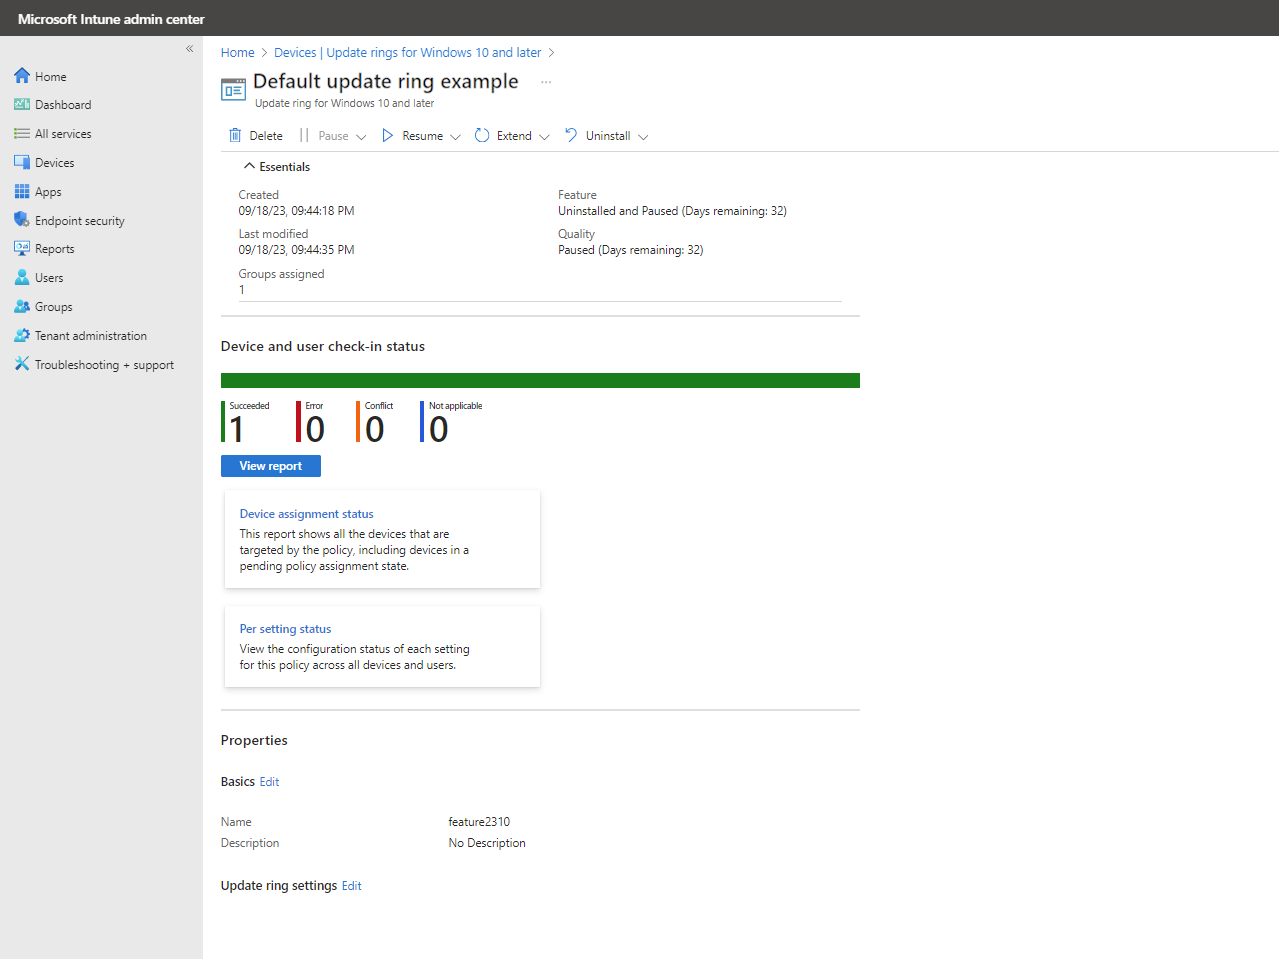 Microsoft Intune admin center
«
Home
Dashboard
All services
Devices
Apps
Endpoint security
Reports
Users
Groups
Tenant administration
Troubleshooting + support
Home > Devices | Update rings for Windows 10 and later >
Default update ring example ...
Update ring for Windows 10 and later
Delete Pause Resume Extend Uninstall
Essentials
Created
09/18/23, 09:44:18 PM
Last modified
09/18/23, 09:44:35 PM
Groups assigned
1
Feature
Uninstalled and Paused (Days remaining: 32)
Quality
Paused (Days remaining: 32)
Device and user check-in status
Succeeded
1
Error
0
Conflict
0
Not applicable
0
View report
Device assignment status
This report shows all the devices that are
targeted by the policy, including devices in a
pending policy assignment state.
Per setting status
View the configuration status of each setting
for this policy across all devices and users.
Properties
Basics Edit
Name feature2310
Description No Description
Update ring settings Edit